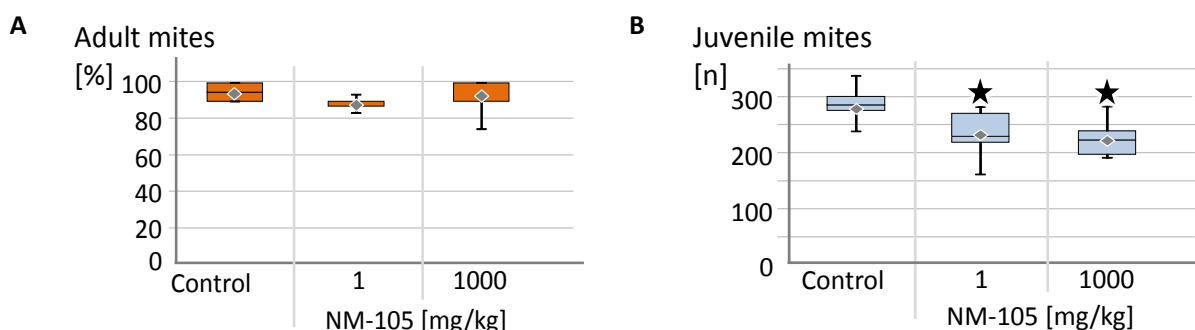 A
Adult mites
[%]
100
80
60
40
20
0
Control
1
1000
NM-105 [mg/kg]
B
Juvenile mites
[n]
300
200
100
0
Control
1
1000
NM-105 [mg/kg]